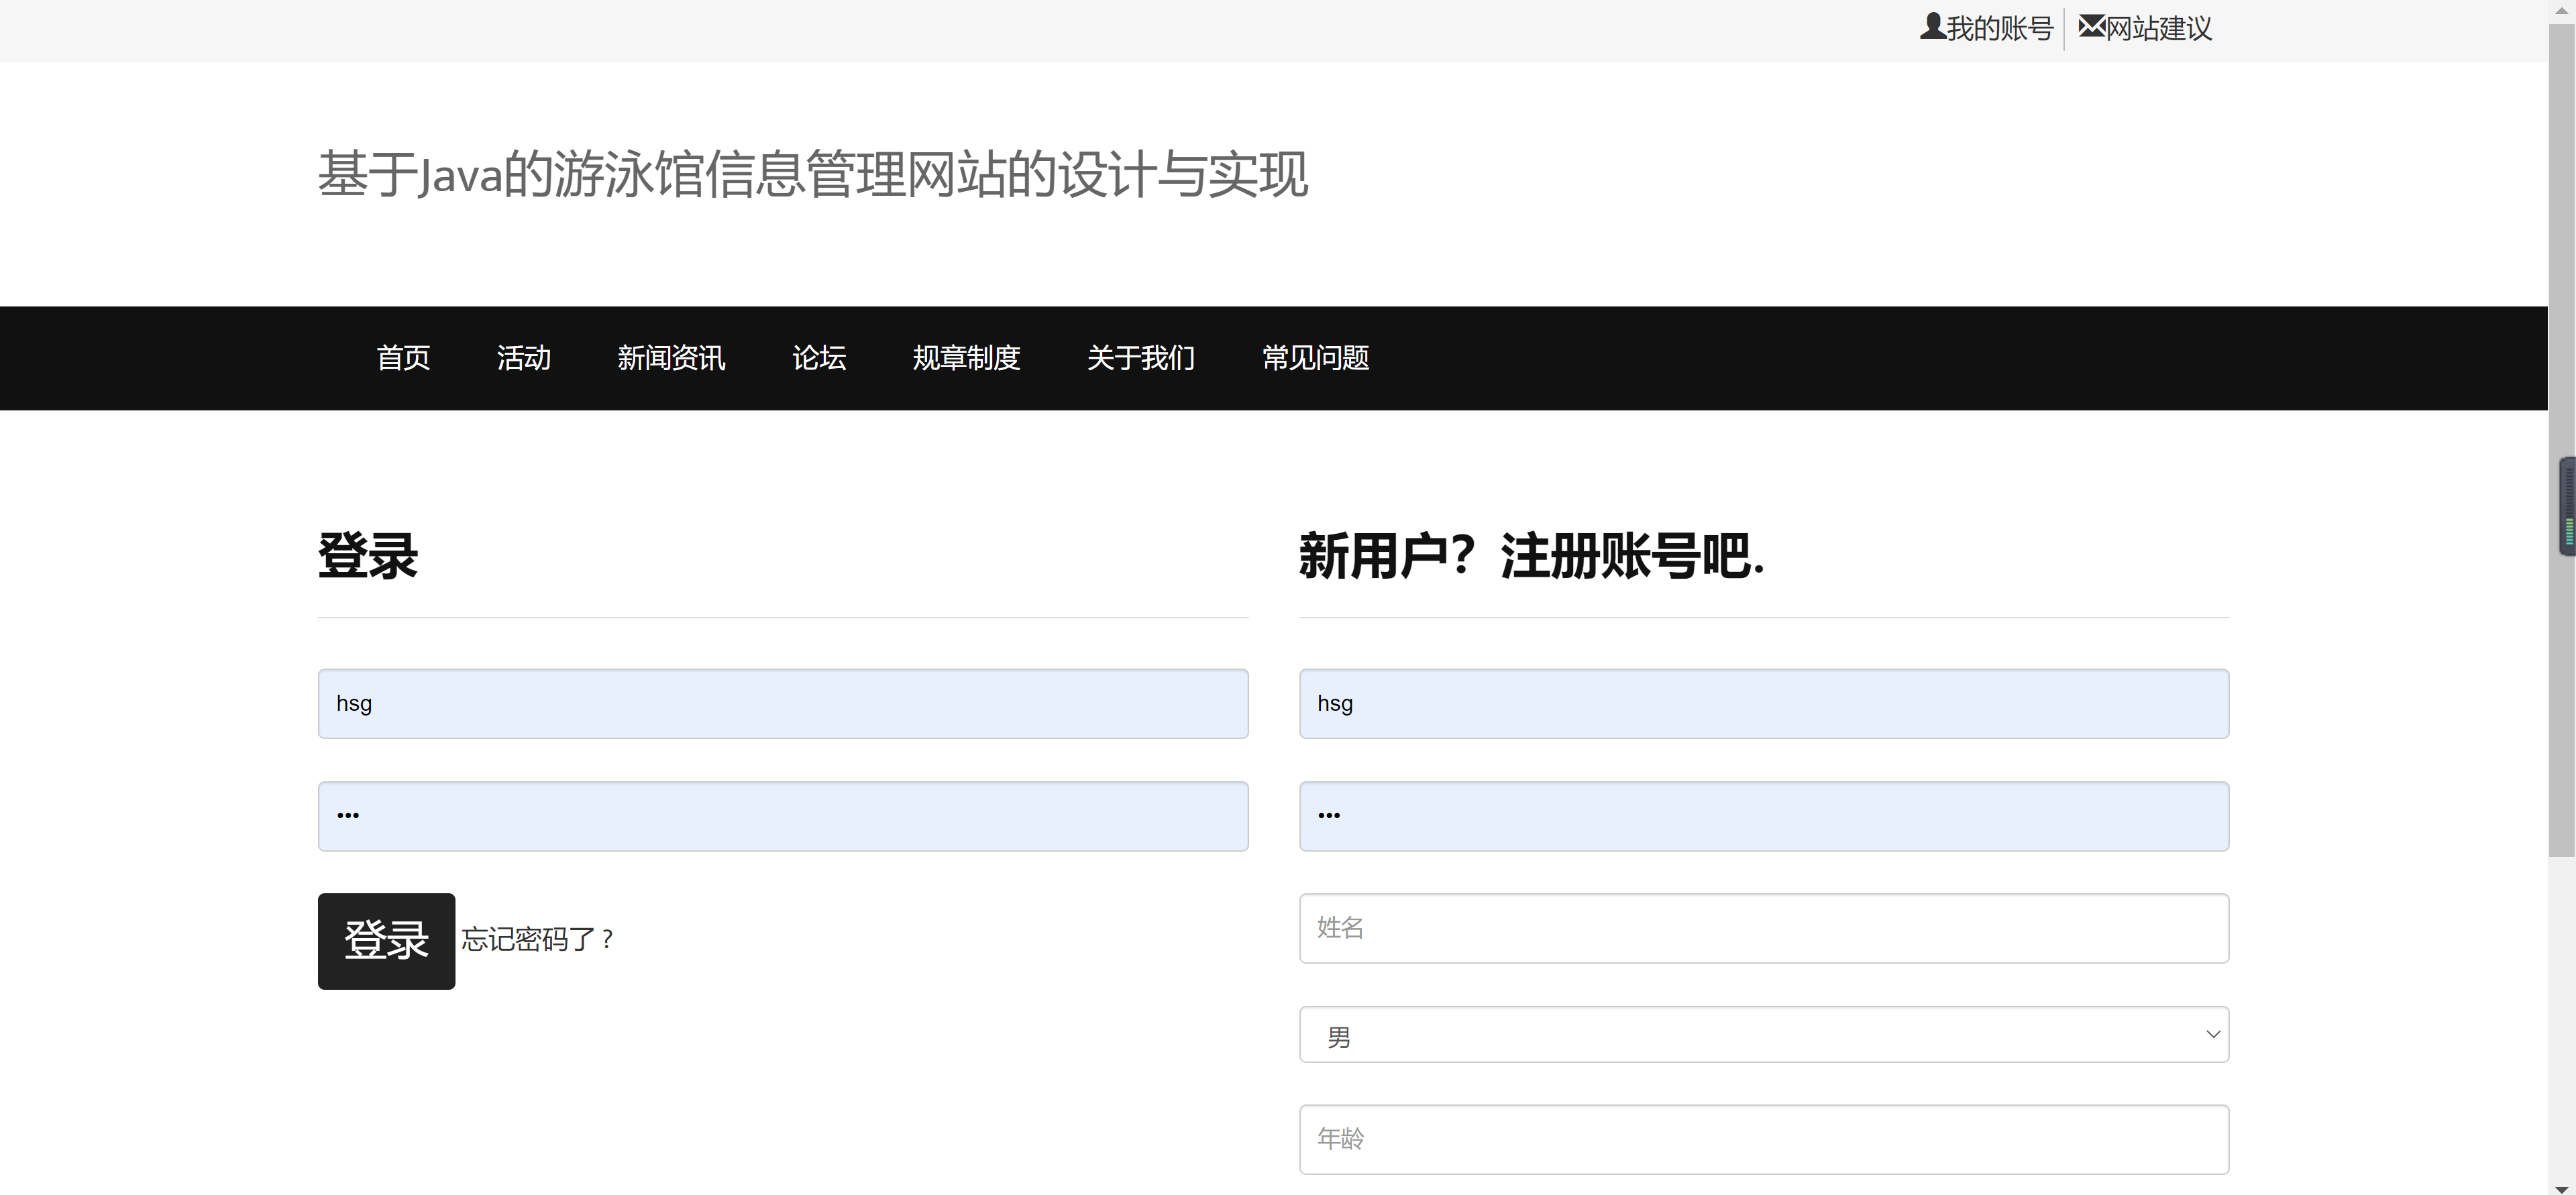 我的账号 网站建议
基于Java的游泳馆信息管理网站的设计与实现
首页 活动 新闻资讯 论坛 规章制度 关于我们 常见问题
登录
hsg
•••
登录 忘记密码了 ?
新用户？注册账号吧.
hsg
•••
姓名
男
年龄